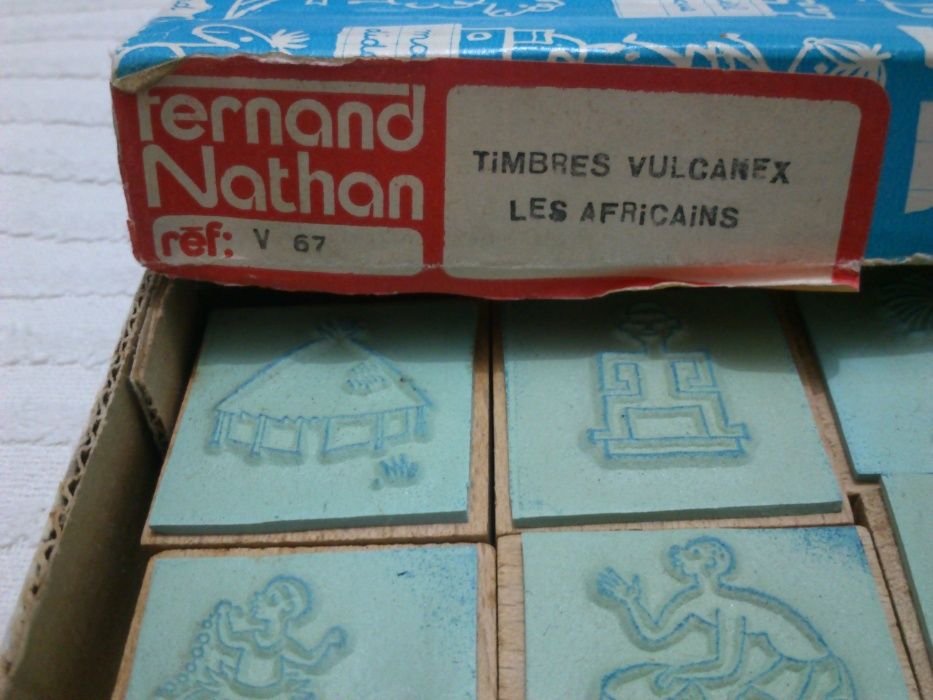 fernand
Nathan
réf: V 67
TiMBRES VULCANEX
LES AFRiCAiNS